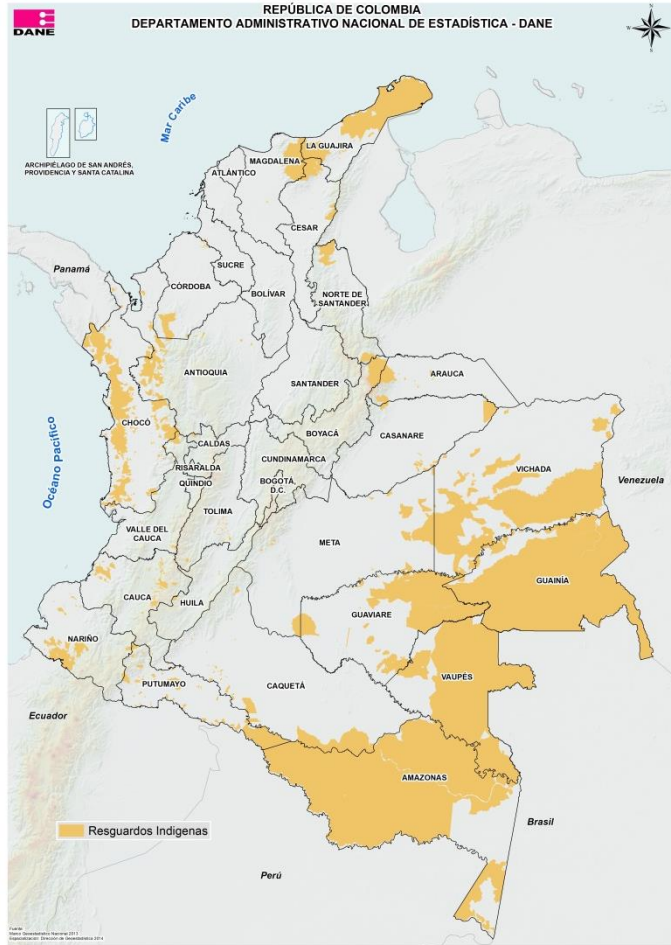 REPÚBLICA DE COLOMBIA
DEPARTAMENTO ADMINISTRATIVO NACIONAL DE ESTADÍSTICA - DANE
DANE
Mar Caribe
ARCHIPIÉLAGO DE SAN ANDRÉS,
PROVIDENCIA Y SANTA CATALINA
LA GUAJIRA
MAGDALENA
ATLÁNTICO
CESAR
SUCRE
Panamá
CÓRDOBA
BOLÍVAR
NORTE DE
SANTANDER
ANTIOQUIA
ARAUCA
SANTANDER
CHOCÓ
BOYACÁ
CASANARE
CALDAS
CUNDINAMARCA
VICHADA
Océano Pacífico
RISARALDA
Venezuela
QUINDÍO
BOGOTÁ
D.C.
TOLIMA
VALLE DEL
CAUCA
META
GUAINÍA
CAUCA
HUILA
GUAVIARE
NARIÑO
VAUPÉS
PUTUMAYO
CAQUETÁ
Ecuador
AMAZONAS
Resguardos Indigenas
Brasil
Perú